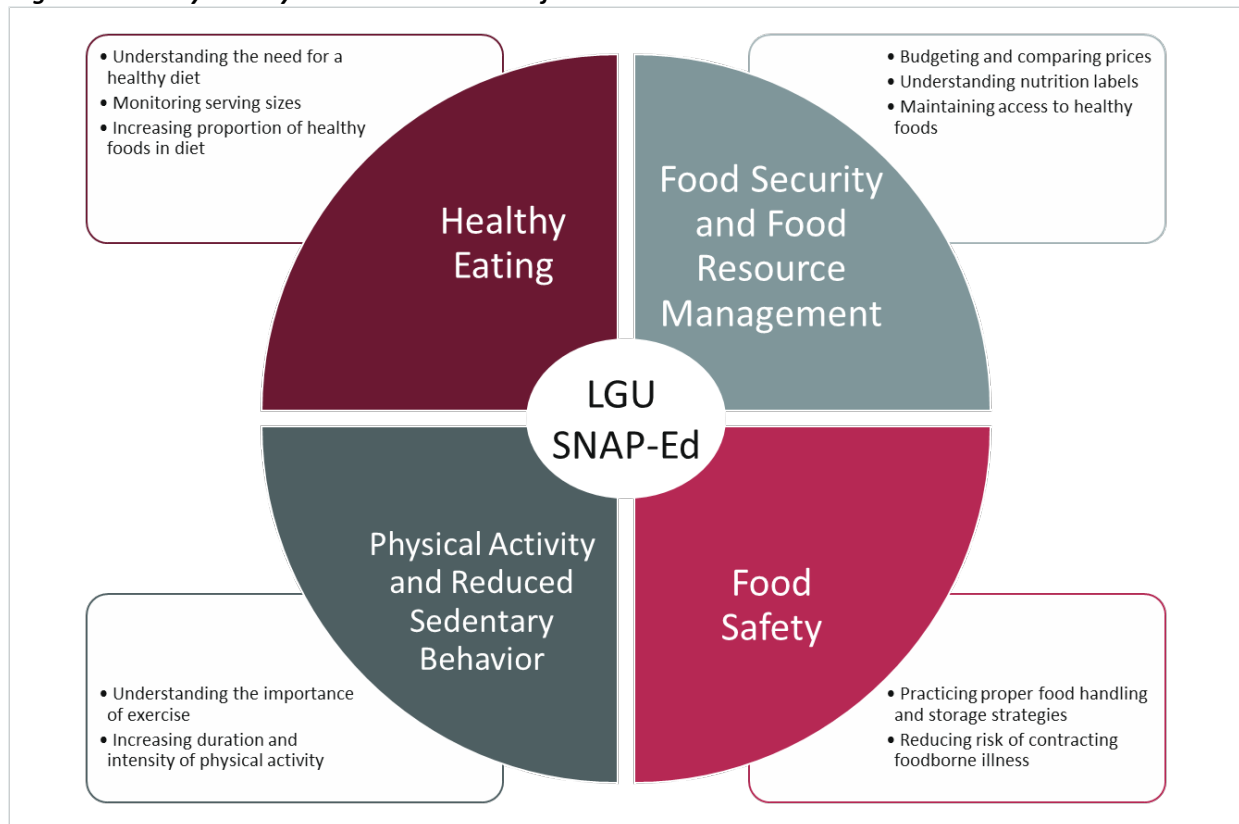 • Understanding the need for a
healthy diet
• Monitoring serving sizes
• Increasing proportion of healthy
foods in diet
• Budgeting and comparing prices
• Understanding nutrition labels
• Maintaining access to healthy
foods
Healthy
Eating
Food Security
and Food
Resource
Management
LGU
SNAP-Ed
Physical Activity
and Reduced
Sedentary
Behavior
Food
Safety
• Understanding the importance
of exercise
• Increasing duration and
intensity of physical activity
• Practicing proper food handling
and storage strategies
• Reducing risk of contracting
foodborne illness